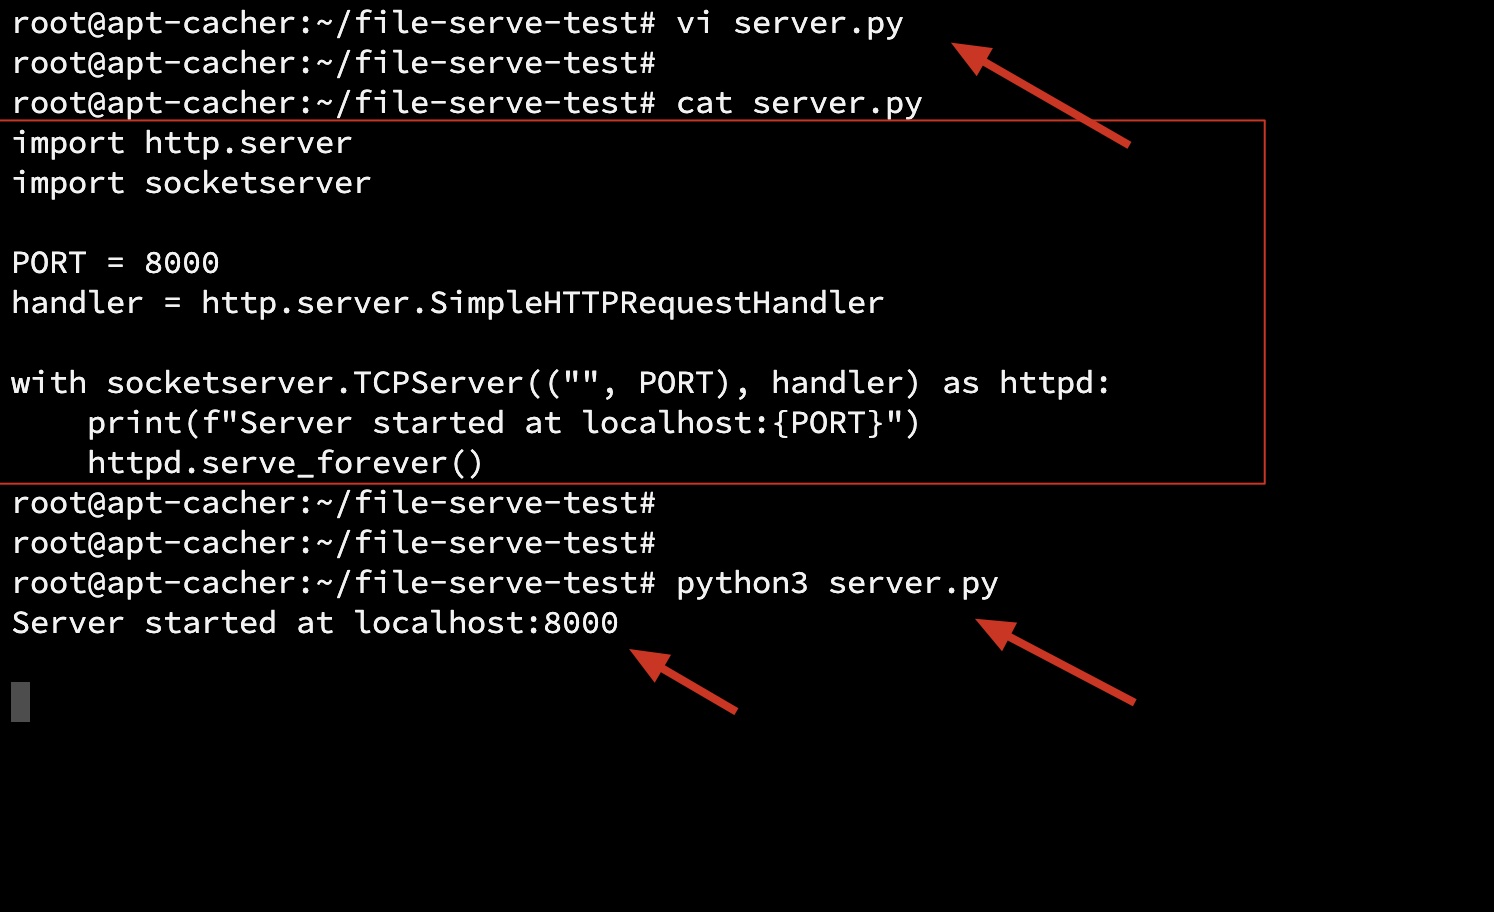 root@apt-cacher:~/file-serve-test# vi server.py
root@apt-cacher:~/file-serve-test#
root@apt-cacher:~/file-serve-test# cat server.py
import http.server
import socketserver
PORT = 8000
handler = http.server.SimpleHTTPRequestHandler
with socketserver.TCPServer(("", PORT), handler) as httpd:
    print(f"Server started at localhost:{PORT}")
    httpd.serve_forever()
root@apt-cacher:~/file-serve-test#
root@apt-cacher:~/file-serve-test#
root@apt-cacher:~/file-serve-test# python3 server.py
Server started at localhost:8000